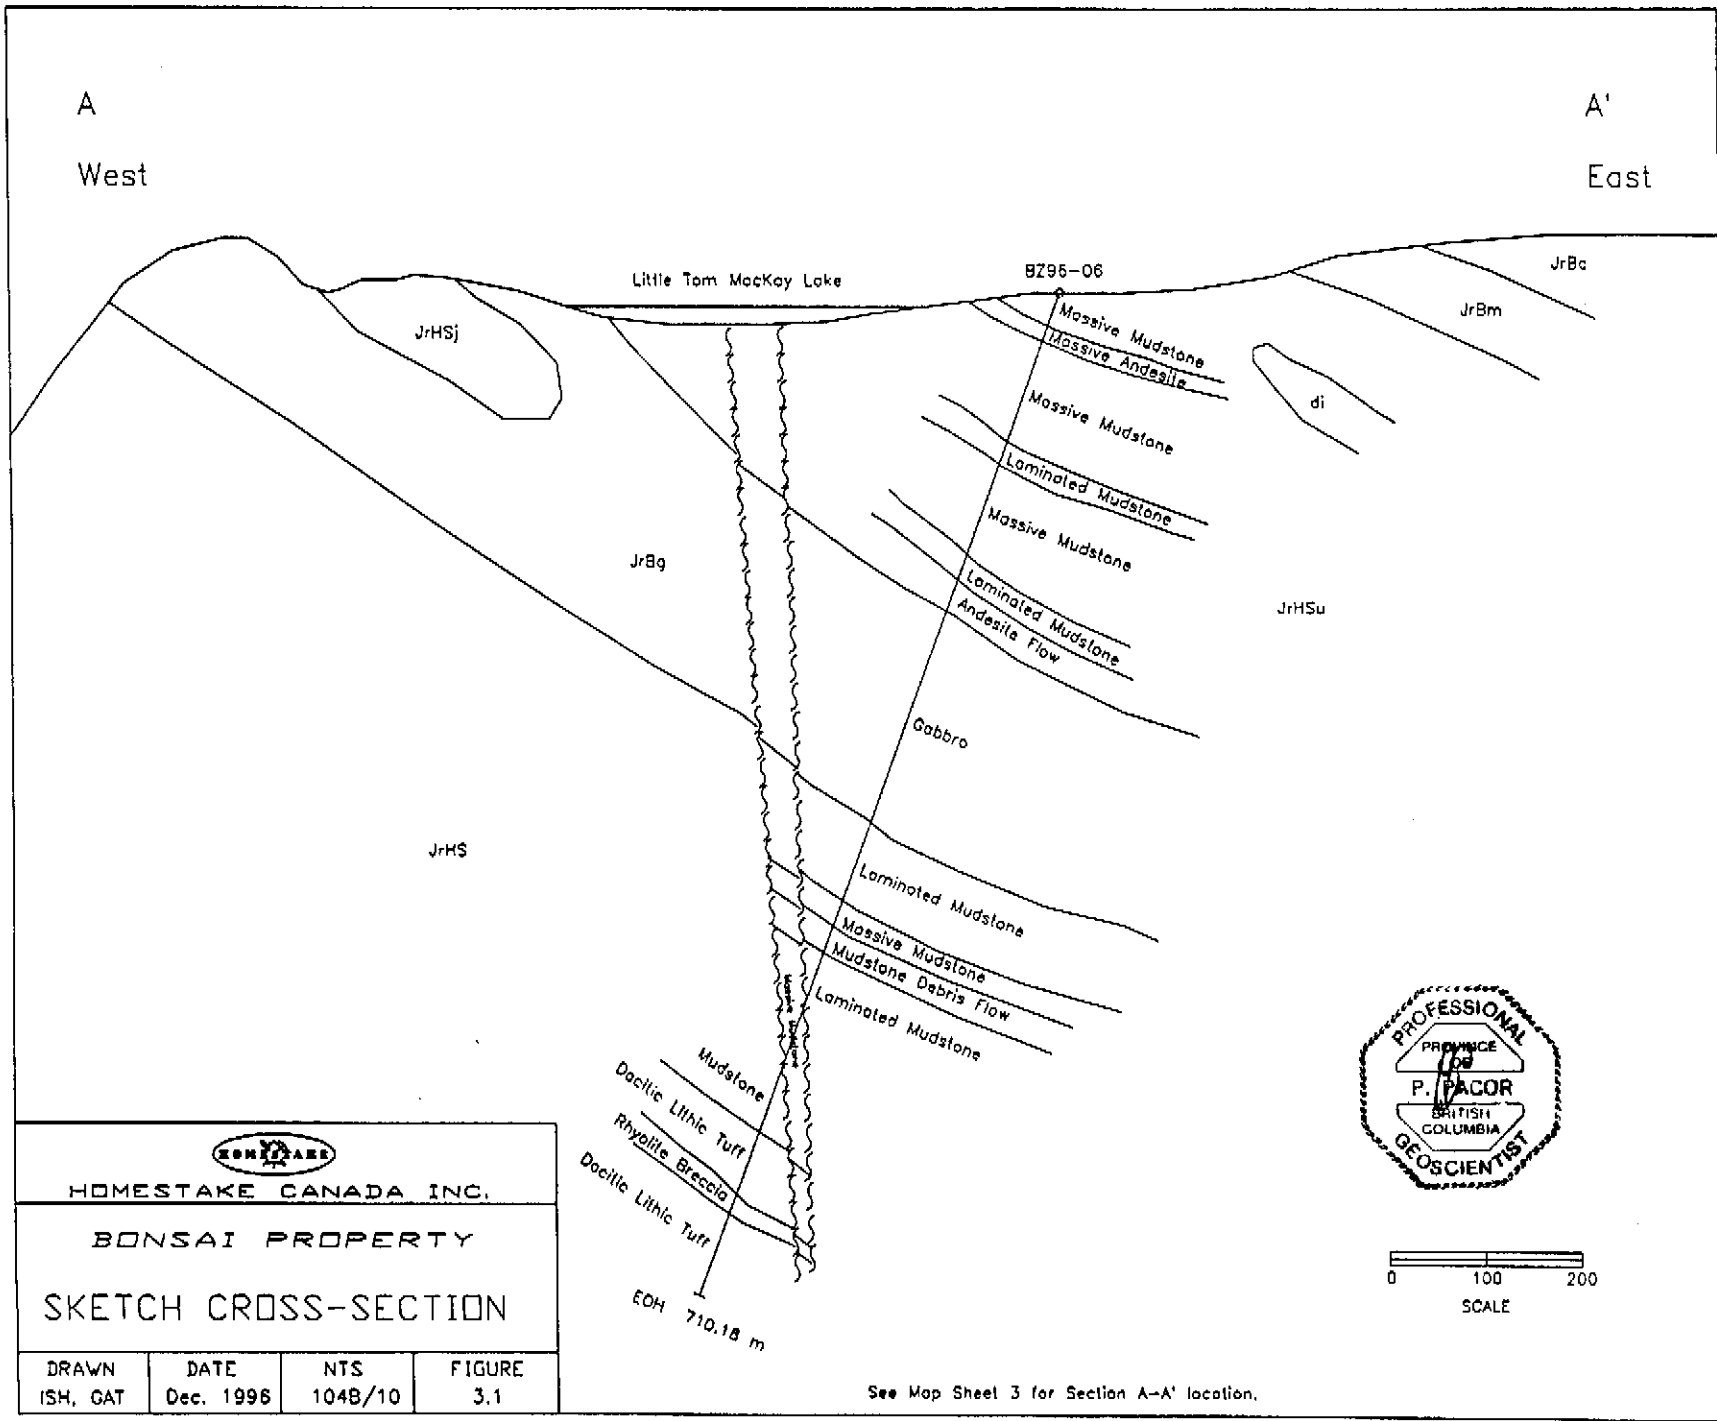 A
A'
West
East
BZ96-06
Little Tom MacKay Lake
JrBa
JrBm
JrHSj
Massive Mudstone
Massive Andesite
di
Massive Mudstone
Laminated Mudstone
Massive Mudstone
JrBg
Laminated Mudstone
JrHSu
Andesite Flow
Gabbro
JrHS
Laminated Mudstone
Massive Mudstone
Mudstone Debris Flow
Massive Mudstone
Laminated Mudstone
Mudstone
Dacitic Lithic Tuff
Rhyolite Breccia
Dacitic Lithic Tuff
EOH 710.18 m
PROFESSIONAL
PROVINCE
OF
P. PACOR
BRITISH
COLUMBIA
GEOSCIENTIST
0 100 200
SCALE
HOMESTAKE
HOMESTAKE CANADA INC.
BONSAI PROPERTY
SKETCH CROSS-SECTION
DRAWN DATE NTS FIGURE
ISH, GAT Dec. 1996 104B/10 3.1
See Map Sheet 3 for Section A-A' location.